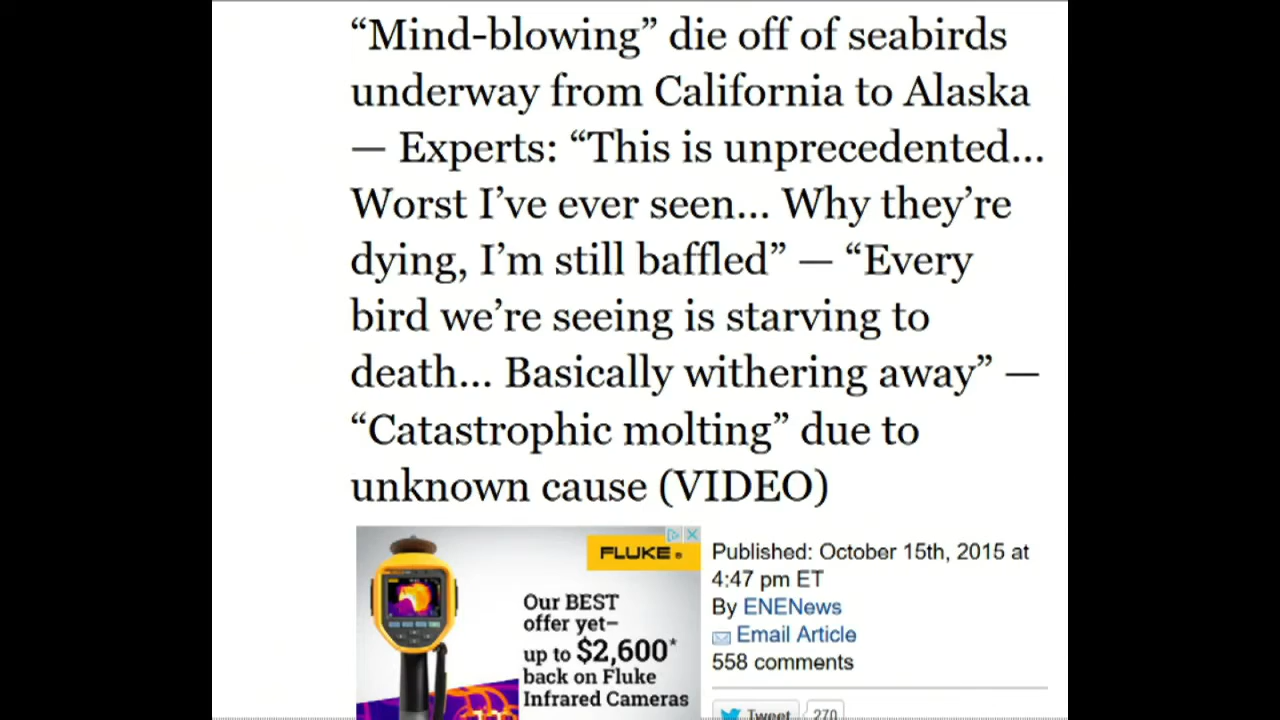 “Mind-blowing” die off of seabirds
underway from California to Alaska
— Experts: “This is unprecedented...
Worst I’ve ever seen... Why they’re
dying, I’m still baffled” — “Every
bird we’re seeing is starving to
death... Basically withering away” —
“Catastrophic molting” due to
unknown cause (VIDEO)
FLUKE®
Our BEST
offer yet–
up to $2,600*
back on Fluke
Infrared Cameras
Published: October 15th, 2015 at
4:47 pm ET
By ENENews
Email Article
558 comments
Tweet 270